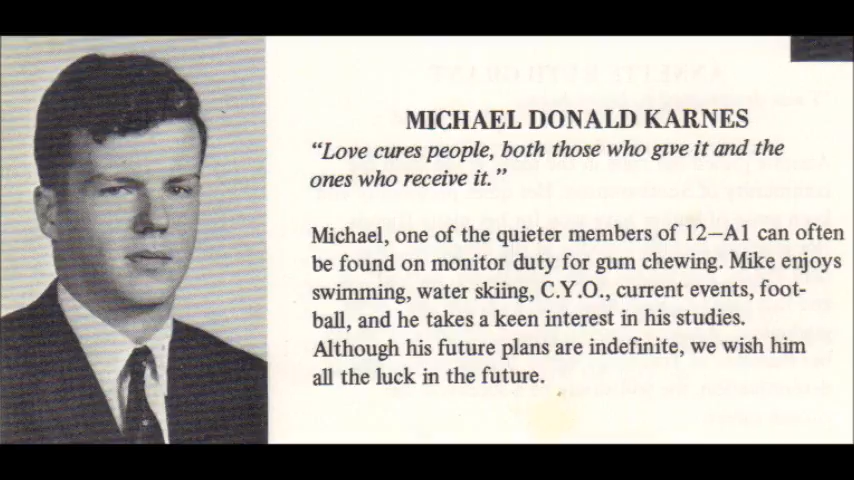 MICHAEL DONALD KARNES
“Love cures people, both those who give it and the
ones who receive it.”
Michael, one of the quieter members of 12—A1 can often
be found on monitor duty for gum chewing. Mike enjoys
swimming, water skiing, C.Y.O., current events, foot-
ball, and he takes a keen interest in his studies.
Although his future plans are indefinite, we wish him
all the luck in the future.